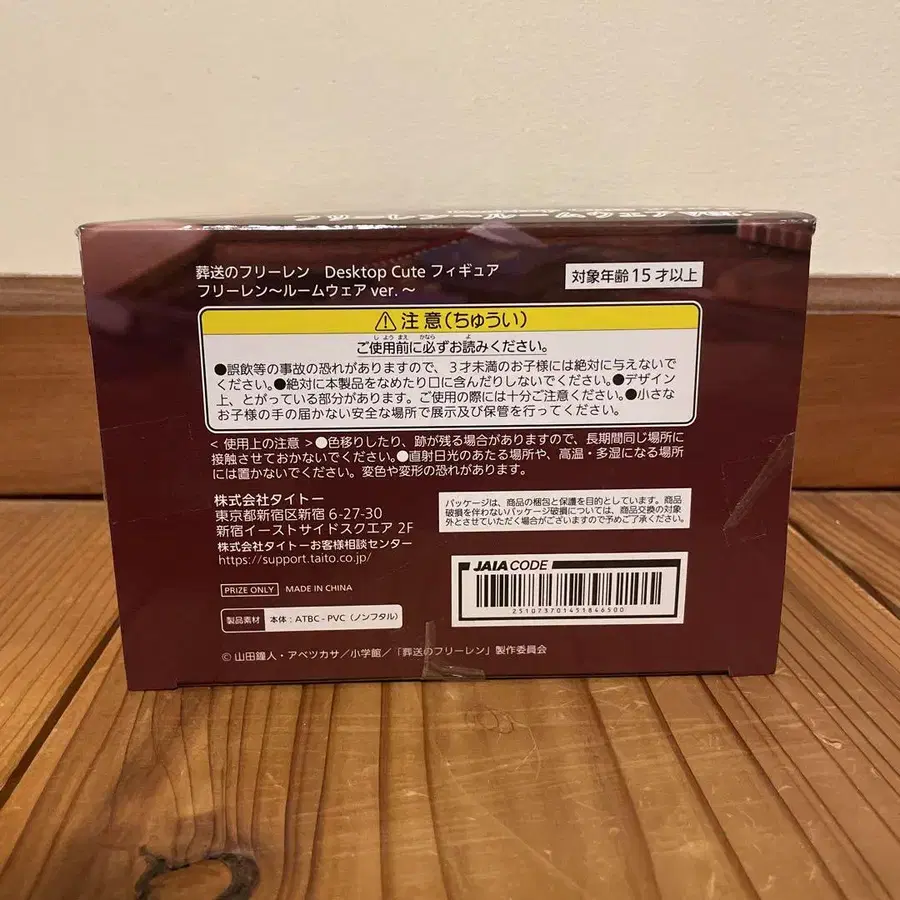 フリーレン〜ルームウェアver.〜
葬送のフリーレン Desktop Cute フィギュア
フリーレン〜ルームウェア ver. 〜
対象年齢 15 才以上
⚠ 注意(ちゅうい)
ご使用前に必ずお読みください。
●誤飲等の事故の恐れがありますので、3才未満のお子様には絶対に与えないで
ください。●絶対に本製品をなめたり口に含んだりしないでください。●デザイン
上、とがっている部分があります。ご使用の際には十分ご注意ください。●小さな
お子様の手の届かない安全な場所で展示及び保管を行ってください。
< 使用上の注意 >●色移りしたり、跡が残る場合がありますので、長期間同じ場所に
接触させておかないでください。●直射日光のあたる場所や、高温・多湿になる場所
には置かないでください。変色や変形の恐れがあります。
株式会社タイトー
東京都新宿区新宿 6-27-30
新宿イーストサイドスクエア 2F
株式会社タイトーお客様相談センター
https://support.taito.co.jp/
パッケージは、商品の梱包と保護を目的としています。商品
破損を伴わないパッケージ破損については、商品交換の対象
外とさせていただく場合がございますので予めご了承ください。
PRIZE ONLY MADE IN CHINA
製品素材 本体:ATBC-PVC(ノンフタル)
JAIA CODE
251073701451846500
© 山田鐘人・アベツカサ/小学館/「葬送のフリーレン」製作委員会